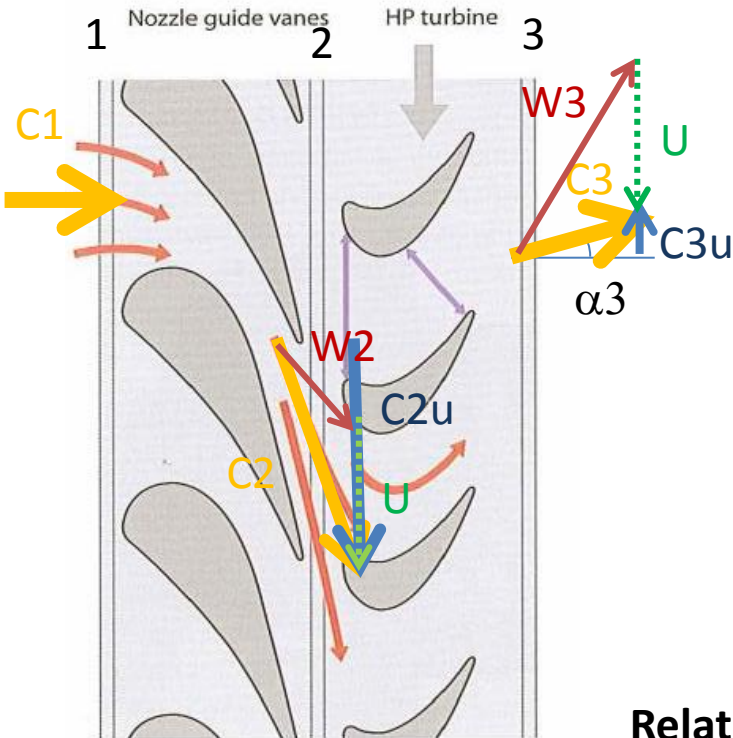 Nozzle guide vanes
HP turbine
1
2
3
C1
W3
U
C3
C3u
α3
W2
C2u
C2
U
Relat